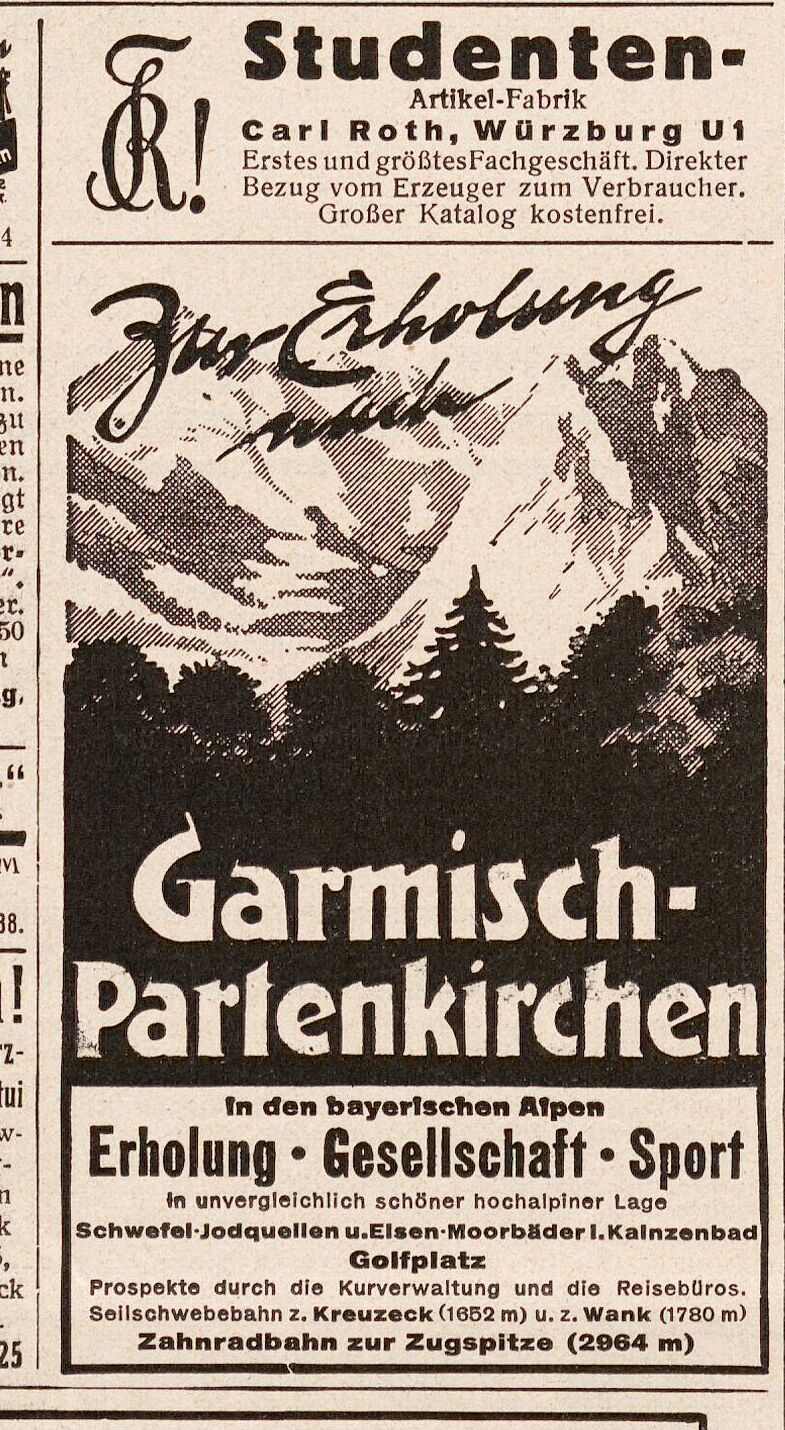 Studenten-
Artikel-Fabrik
Carl Roth, Würzburg U1
Erstes und größtes Fachgeschäft. Direkter
Bezug vom Erzeuger zum Verbraucher.
Großer Katalog kostenfrei.
Zur Erholung
nach
Garmisch-
Partenkirchen
In den bayerischen Alpen
Erholung · Gesellschaft · Sport
In unvergleichlich schöner hochalpiner Lage
Schwefel-Jodquellen u. Eisen-Moorbäder i. Kainzenbad
Golfplatz
Prospekte durch die Kurverwaltung und die Reisebüros.
Seilschwebebahn z. Kreuzeck (1652 m) u. z. Wank (1780 m)
Zahnradbahn zur Zugspitze (2964 m)